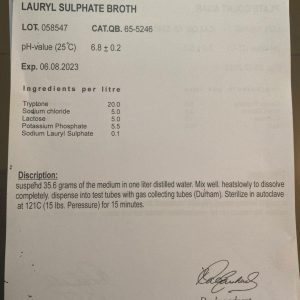 LAURYL SULPHATE BROTH
LOT. 058547 CAT.QB. 65-5246
pH-value (25°C) 6.8 ± 0.2
Exp. 06.08.2023
Ingredients per litre
Tryptone 20.0
Sodium chloride 5.0
Lactose 5.0
Potassium Phosphate 5.5
Sodium Lauryl Sulphate 0.1
Discription:
suspend 35.6 grams of the medium in one liter distilled water. Mix well. heatslowly to dissolve
completely. dispense into test tubes with gas collecting tubes (Durham). Sterilize in autoclave
at 121C (15 lbs. Peressure) for 15 minutes.